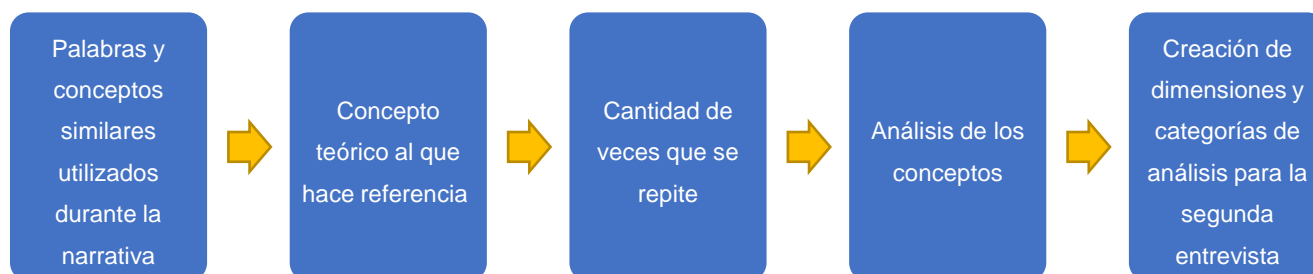 Palabras y
conceptos
similares
utilizados
durante la
narrativa
Concepto
teórico al que
hace referencia
Cantidad de
veces que se
repite
Análisis de los
conceptos
Creación de
dimensiones y
categorías de
análisis para la
segunda
entrevista